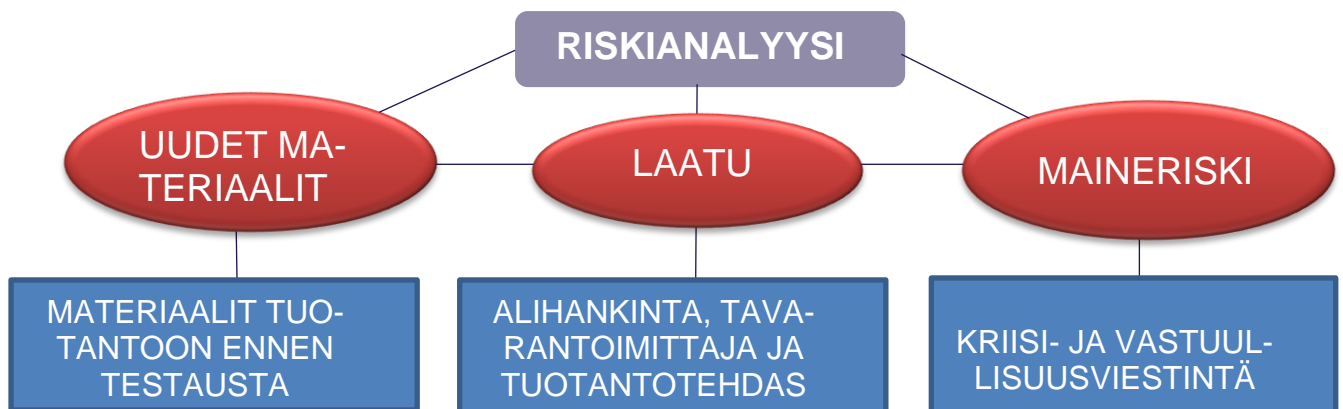 RISKIANALYYSI
UUDET MA-
TERIAALIT
LAATU
MAINERISKI
MATERIAALIT TUO-
TANTOON ENNEN
TESTAUSTA
ALIHANKINTA, TAVA-
RANTOIMITTAJA JA
TUOTANTOTEHDAS
KRIISI- JA VASTUUL-
LISUUSVIESTINTÄ